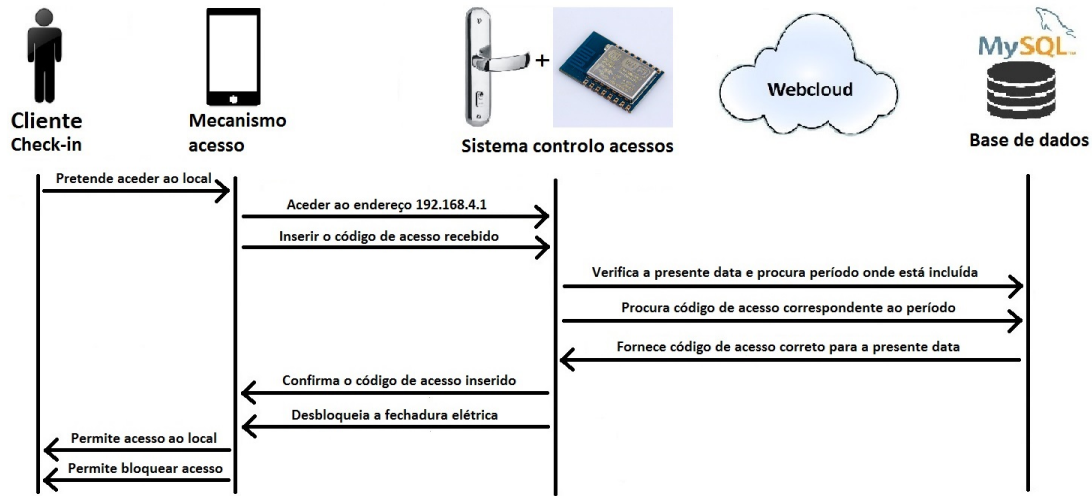 Cliente
Check-in
Mecanismo
acesso
+
Sistema controlo acessos
Webcloud
MySQL
Base de dados
Pretende aceder ao local
Aceder ao endereço 192.168.4.1
Inserir o código de acesso recebido
Verifica a presente data e procura período onde está incluída
Procura código de acesso correspondente ao período
Fornece código de acesso correto para a presente data
Confirma o código de acesso inserido
Desbloqueia a fechadura elétrica
Permite acesso ao local
Permite bloquear acesso